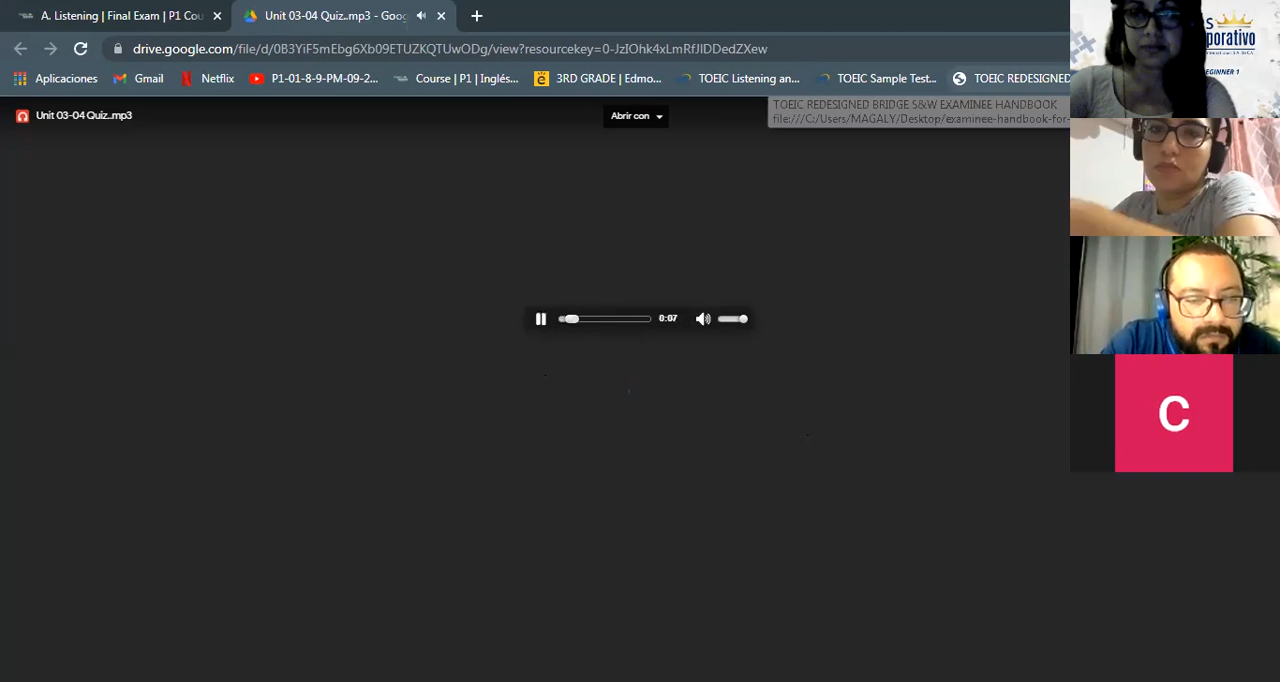 A. Listening | Final Exam | P1 Cou
Unit 03-04 Quiz..mp3 - Goog
drive.google.com/file/d/0B3YiF5mEbg6Xb09ETUZKQTUwODg/view?resourcekey=0-JzIOhk4xLmRfJlDDedZXew
Aplicaciones
Gmail
Netflix
P1-01-8-9-PM-09-2...
Course | P1 | Inglés...
3RD GRADE | Edmo...
TOEIC Listening an...
TOEIC Sample Test...
TOEIC REDESIGNED
TOEIC REDESIGNED BRIDGE S&W EXAMINEE HANDBOOK
file:///C:/Users/MAGALY/Desktop/examinee-handbook-for-
Unit 03-04 Quiz..mp3
Abrir con
0:07
rporativo
EGINNER 1
C